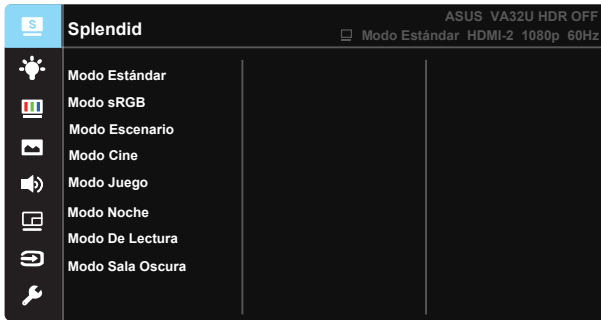 S
Splendid
ASUS VA32U HDR OFF
Modo Estándar HDMI-2 1080p 60Hz
Modo Estándar
Modo sRGB
Modo Escenario
Modo Cine
Modo Juego
Modo Noche
Modo De Lectura
Modo Sala Oscura